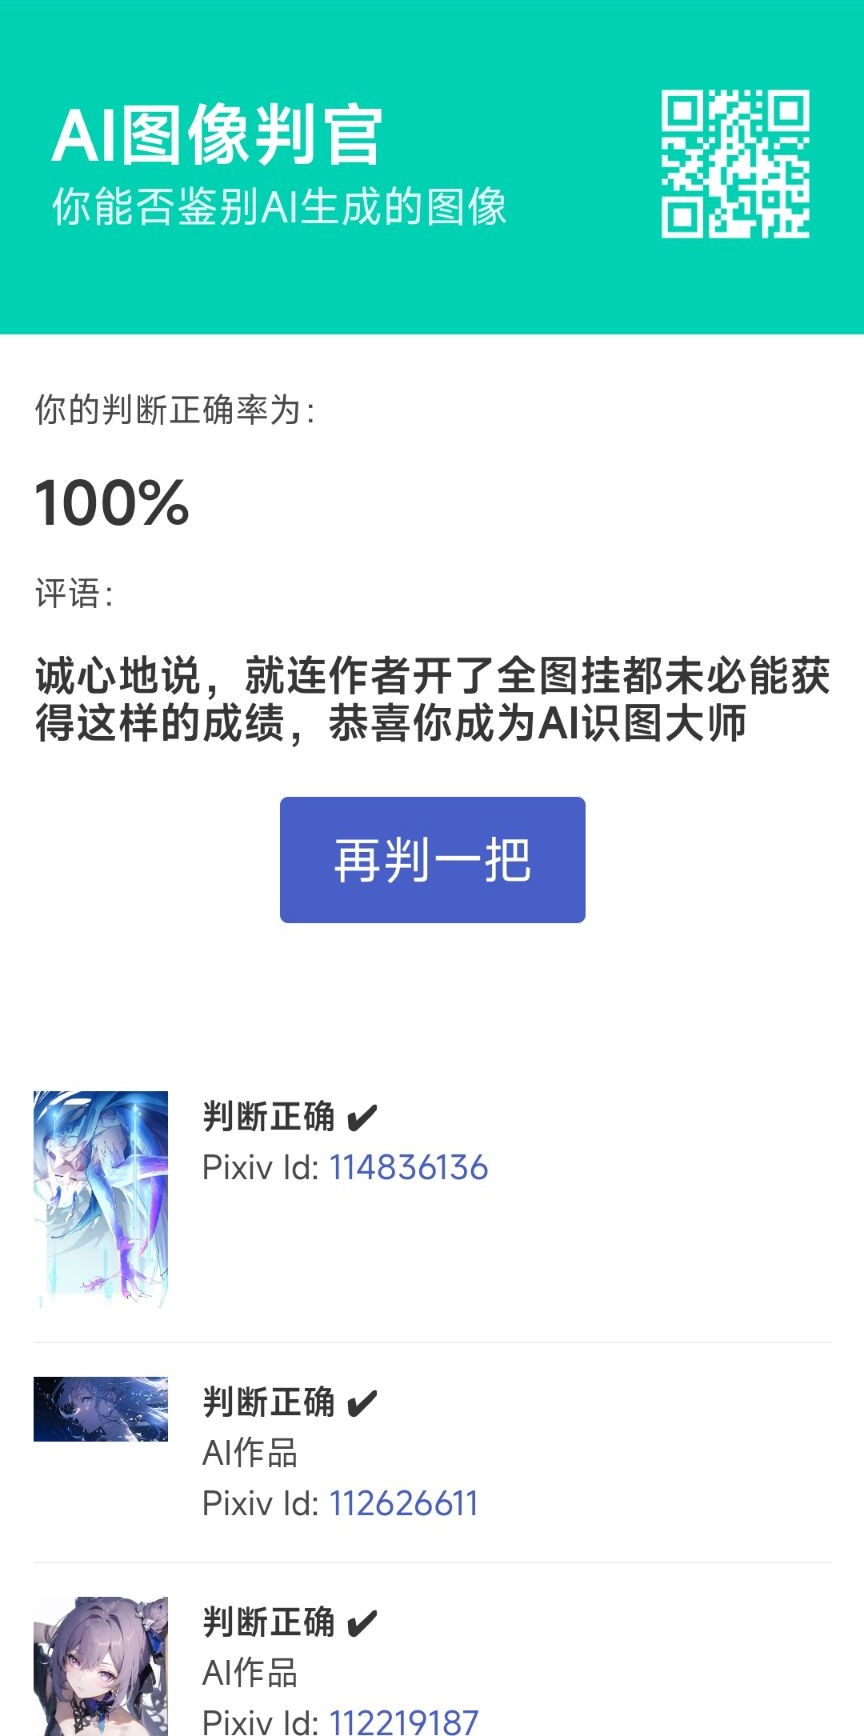 AI图像判官
你能否鉴别AI生成的图像
你的判断正确率为：
100%
评语：
诚心地说，就连作者开了全图挂都未必能获
得这样的成绩，恭喜你成为AI识图大师
再判一把
判断正确 ✔
Pixiv Id: 114836136
判断正确 ✔
AI作品
Pixiv Id: 112626611
判断正确 ✔
AI作品
Pixiv Id: 112219187